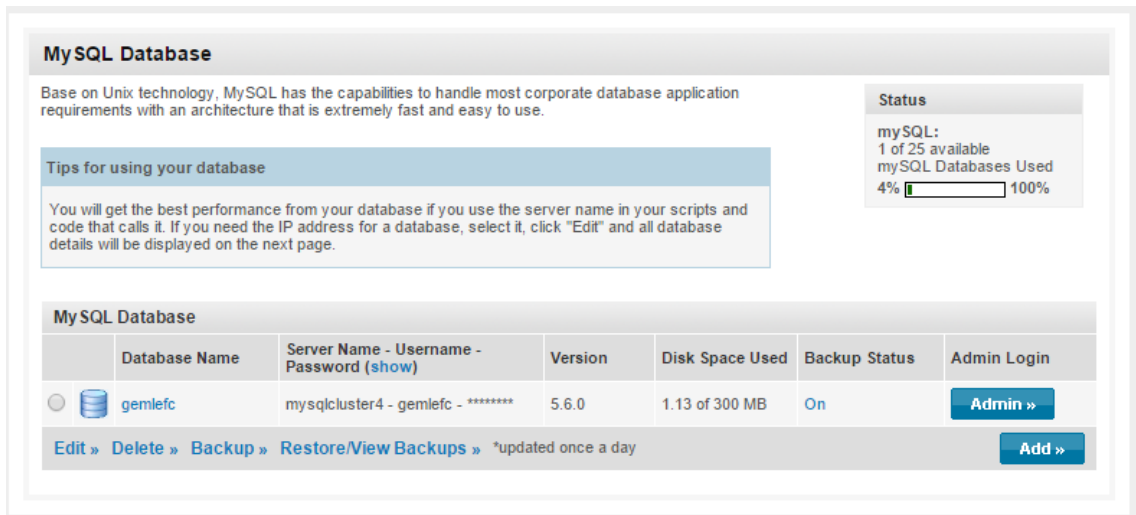 MySQL Database
Base on Unix technology, MySQL has the capabilities to handle most corporate database application
requirements with an architecture that is extremely fast and easy to use.
Status
mySQL:
1 of 25 available
mySQL Databases Used
4% 100%
Tips for using your database
You will get the best performance from your database if you use the server name in your scripts and
code that calls it. If you need the IP address for a database, select it, click "Edit" and all database
details will be displayed on the next page.
MySQL Database
Database Name
Server Name - Username -
Password (show)
Version
Disk Space Used
Backup Status
Admin Login
gemlefc
mysqlcluster4 - gemlefc - ********
5.6.0
1.13 of 300 MB
On
Admin »
Edit » Delete » Backup » Restore/View Backups » *updated once a day
Add »